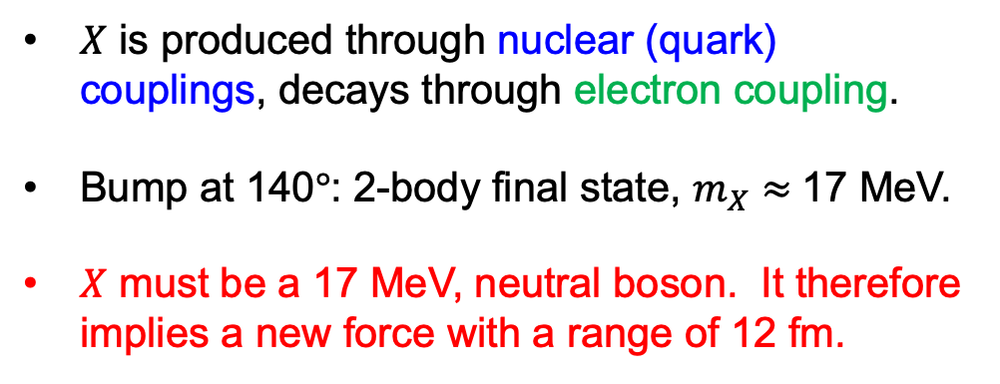 • X is produced through nuclear (quark)
couplings, decays through electron coupling.
• Bump at 140°: 2-body final state, m_X ≈ 17 MeV.
• X must be a 17 MeV, neutral boson.  It therefore
implies a new force with a range of 12 fm.